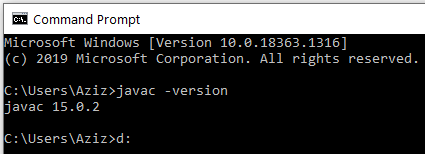 Command Prompt
Microsoft Windows [Version 10.0.18363.1316]
(c) 2019 Microsoft Corporation. All rights reserved.
C:\Users\Aziz>javac -version
javac 15.0.2
C:\Users\Aziz>d: